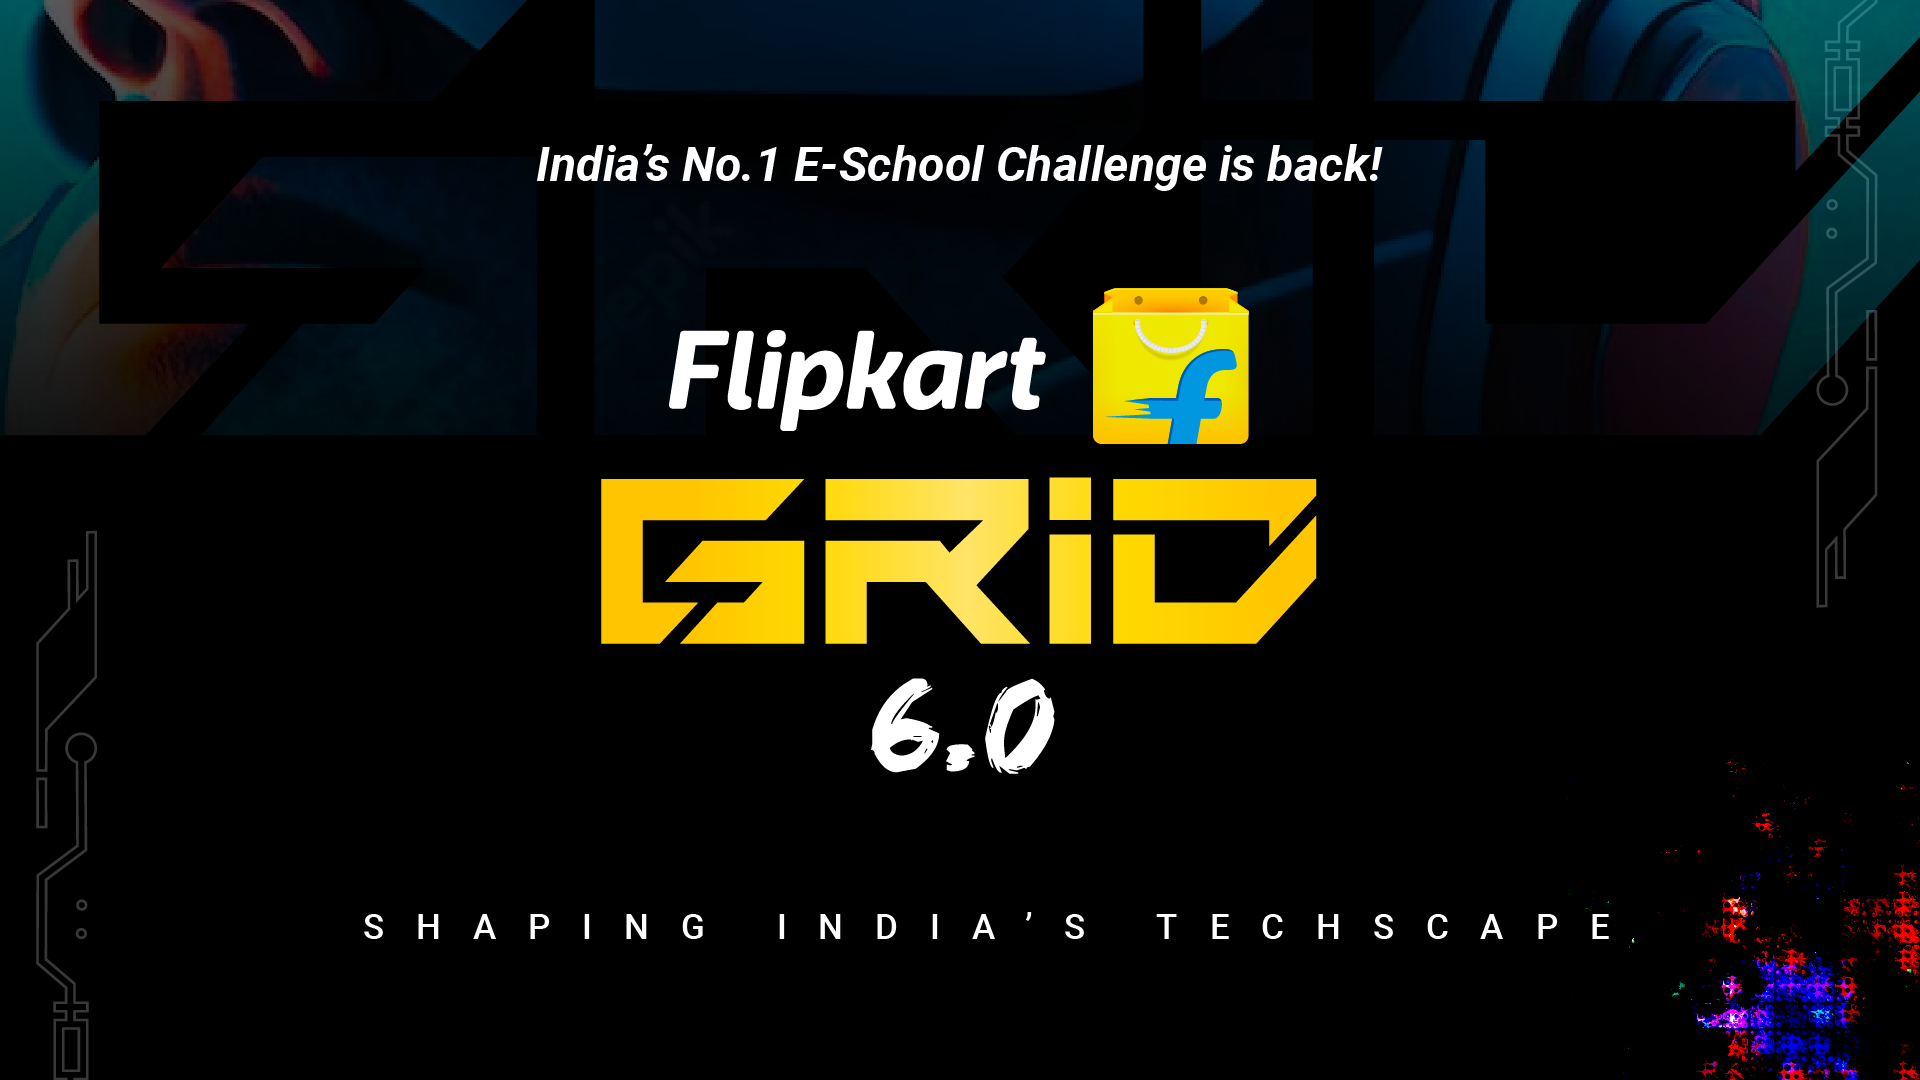 India’s No.1 E-School Challenge is back!
Flipkart
GRiD
6.0
SHAPING INDIA’S TECHSCAPE